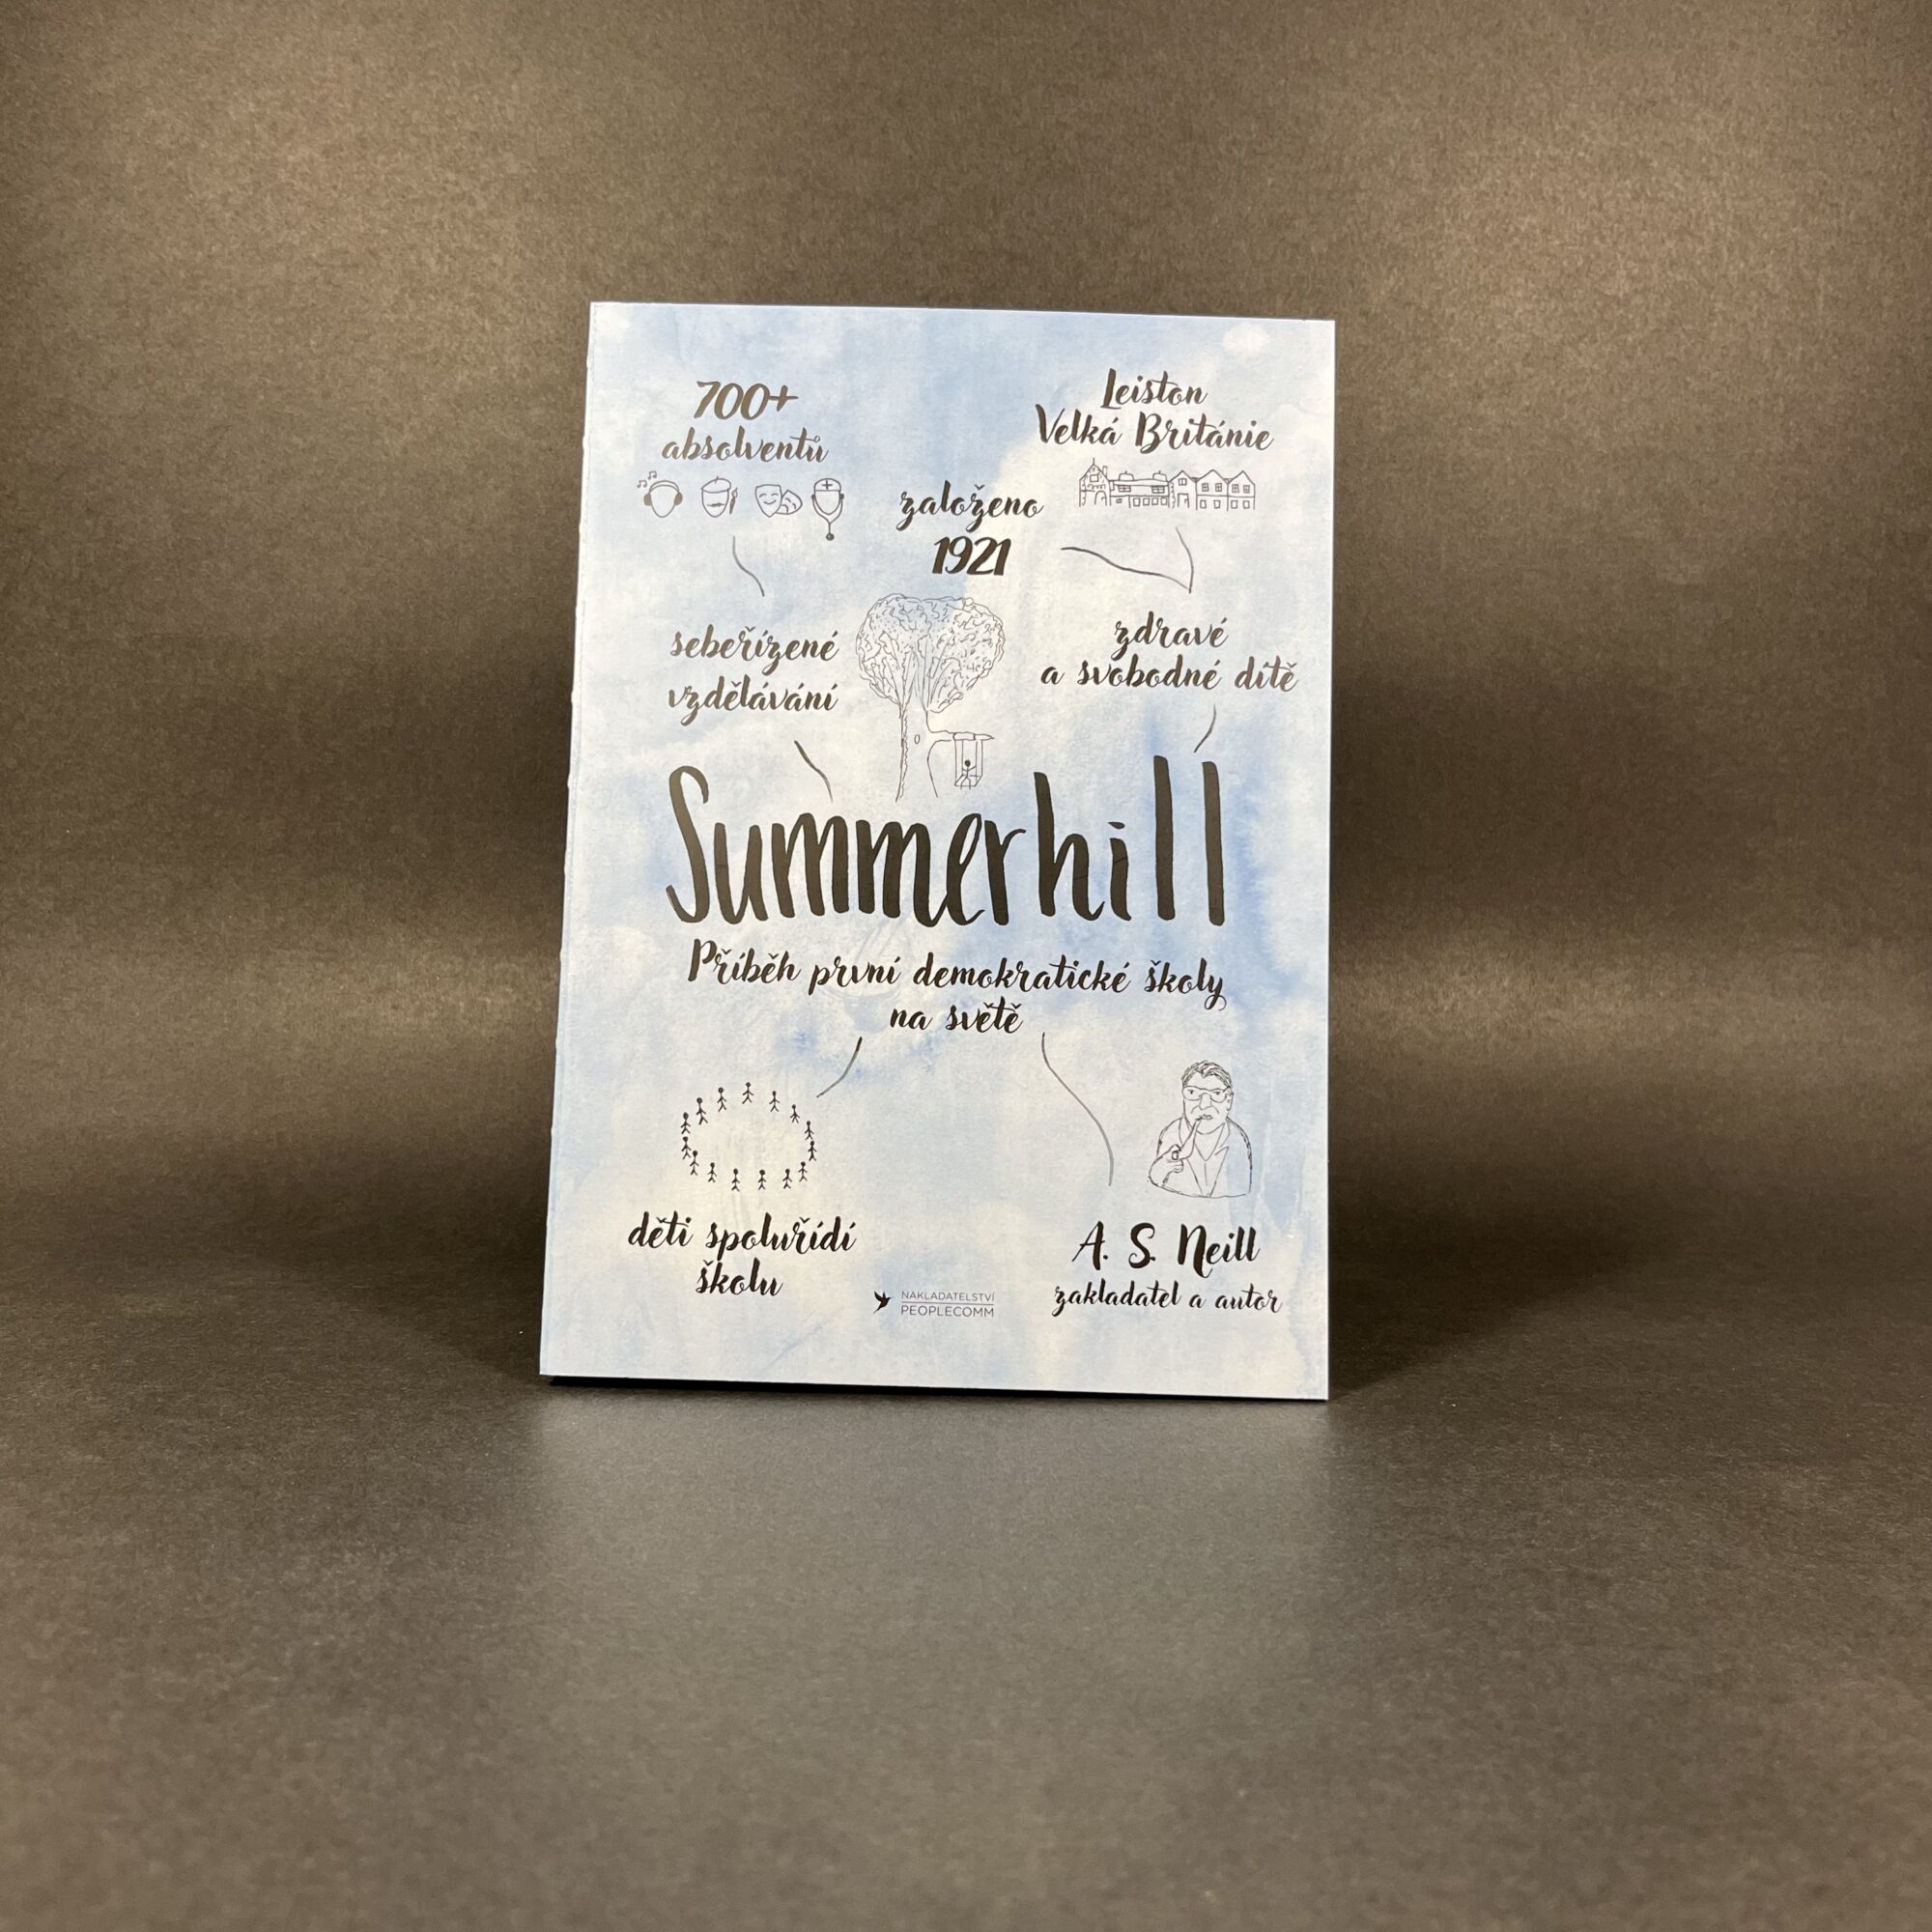 700+
absolventů
Leiston
Velká Británie
založeno
1921
sebeřízené
vzdělávání
zdravé
a svobodné dítě
Summerhill
Příběh první demokratické školy
na světě
děti spoluřídí
školu
A. S. Neill
zakladatel a autor
NAKLADATELSTVÍ
PEOPLECOMM